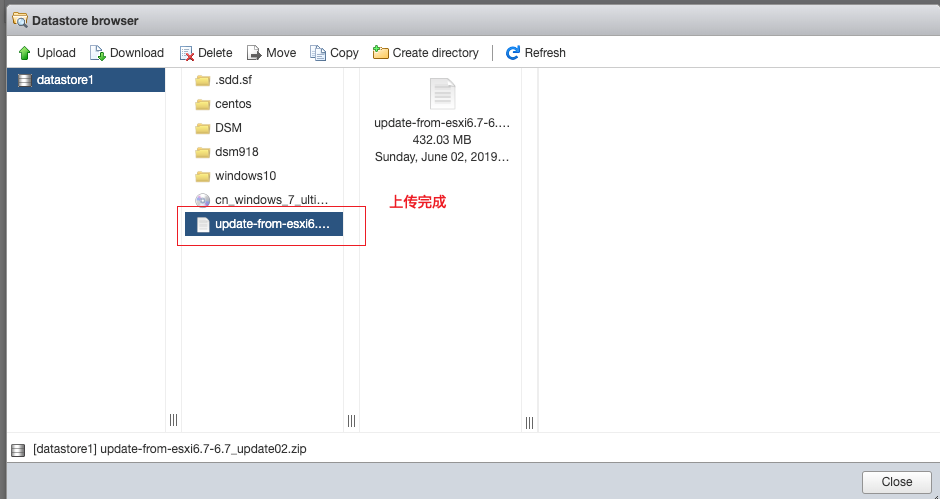 Datastore browser
Upload Download Delete Move Copy Create directory Refresh
datastore1
.sdd.sf
centos
DSM
dsm918
windows10
cn_windows_7_ulti…
update-from-esxi6.…
update-from-esxi6.7-6.…
432.03 MB
Sunday, June 02, 2019…
上传完成
[datastore1] update-from-esxi6.7-6.7_update02.zip
Close